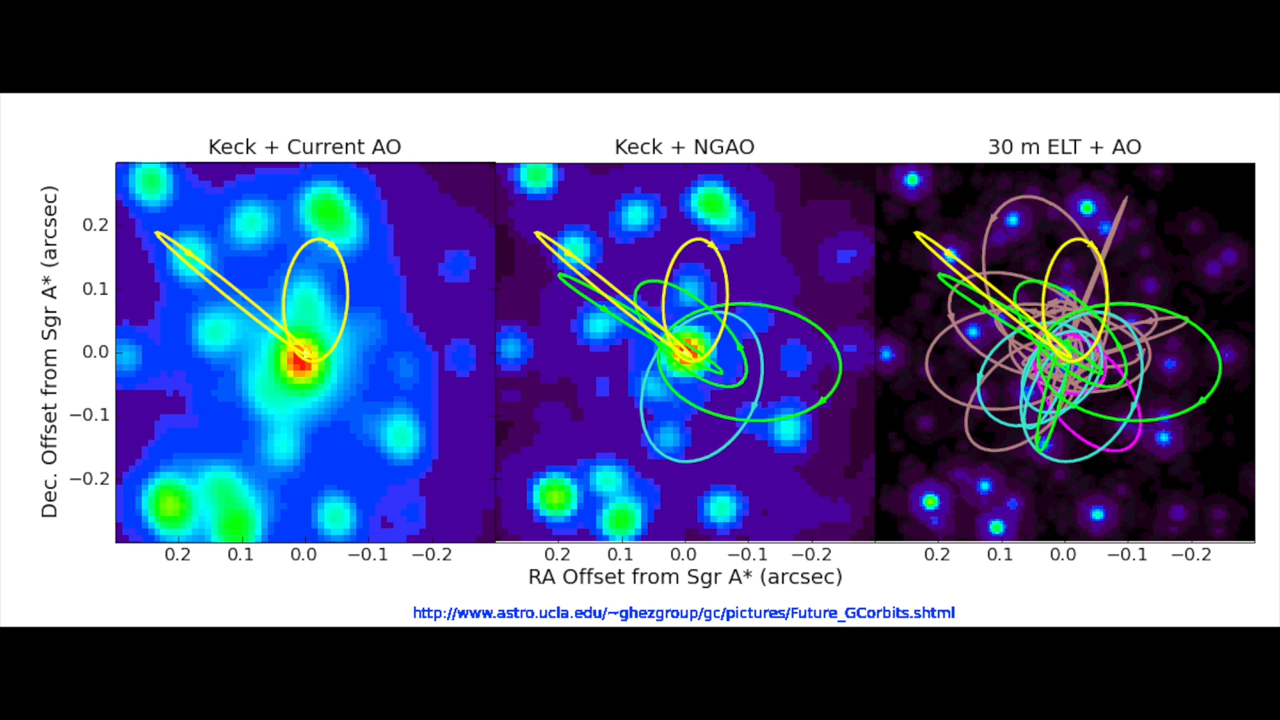 Keck + Current AO
Keck + NGAO
30 m ELT + AO
Dec. Offset from Sgr A* (arcsec)
0.2
0.1
0.0
−0.1
−0.2
0.2 0.1 0.0 −0.1 −0.2
0.2 0.1 0.0 −0.1 −0.2
0.2 0.1 0.0 −0.1 −0.2
RA Offset from Sgr A* (arcsec)
http://www.astro.ucla.edu/~ghezgroup/gc/pictures/Future_GCorbits.shtml